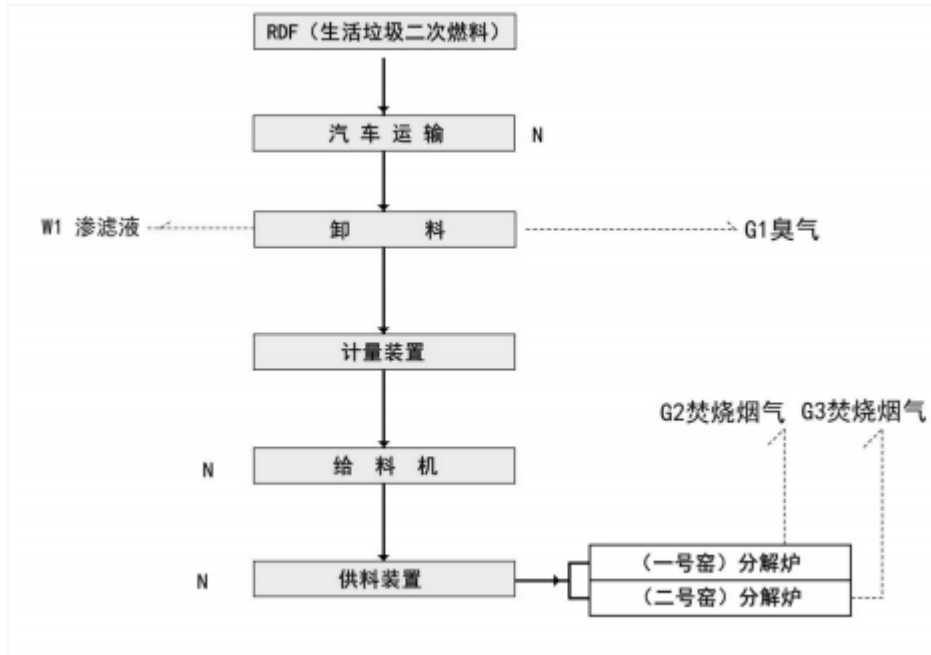 RDF（生活垃圾二次燃料）
汽车运输 N
W1 渗滤液 卸料 G1臭气
计量装置
G2焚烧烟气 G3焚烧烟气
N 给料机
（一号窑）分解炉
N 供料装置
（二号窑）分解炉